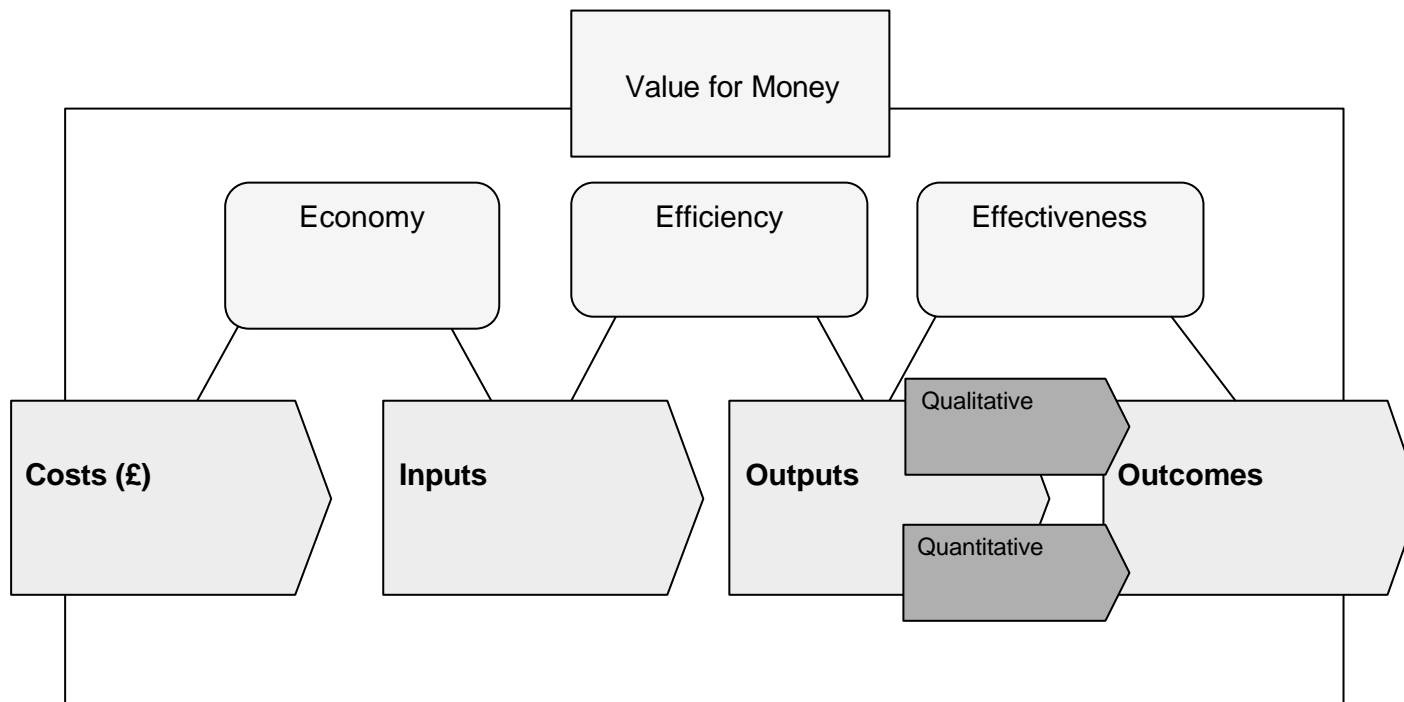 Value for Money
Economy
Efficiency
Effectiveness
Costs (£)
Inputs
Outputs
Qualitative
Quantitative
Outcomes